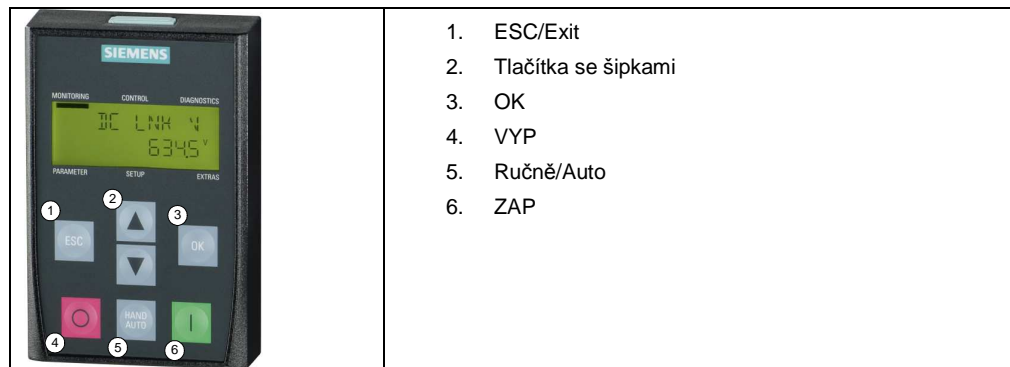 SIEMENS
MONITORING CONTROL DIAGNOSTICS
DC LNK V
634,5 V
PARAMETER SETUP EXTRAS
1 2 3
ESC OK
HAND
AUTO
4 5 6
1. ESC/Exit
2. Tlačítka se šipkami
3. OK
4. VYP
5. Ručně/Auto
6. ZAP